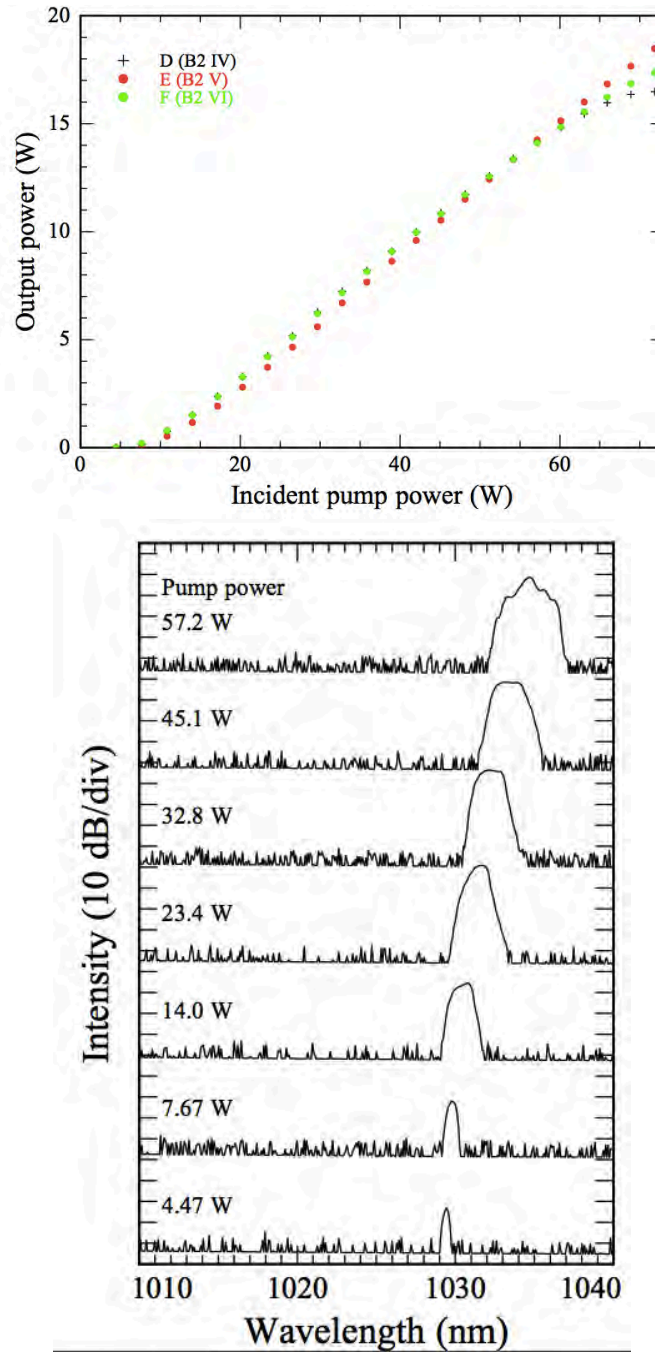 20
15
10
5
0
Output power (W)
D (B2 IV)
E (B2 V)
F (B2 VI)
0 20 40 60
Incident pump power (W)
Pump power
57.2 W
45.1 W
32.8 W
23.4 W
14.0 W
7.67 W
4.47 W
Intensity (10 dB/div)
1010 1020 1030 1040
Wavelength (nm)